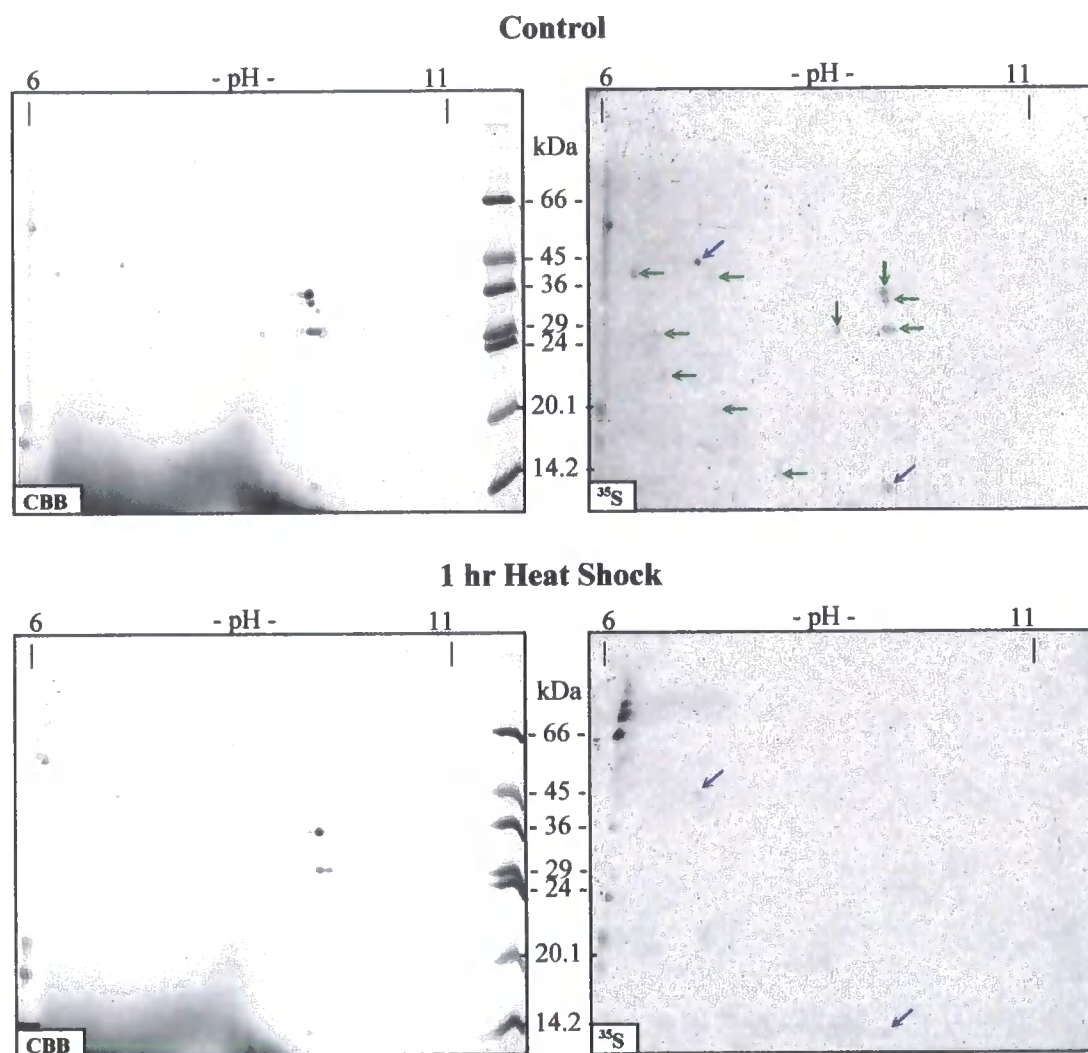 Control
6 - pH - 11
6 - pH - 11
kDa
- 66 -
- 45 -
- 36 -
- 29 -
- 24 -
20.1
14.2
CBB
³⁵S
1 hr Heat Shock
6 - pH - 11
6 - pH - 11
kDa
- 66 -
- 45 -
- 36 -
- 29 -
- 24 -
20.1
14.2
CBB
³⁵S